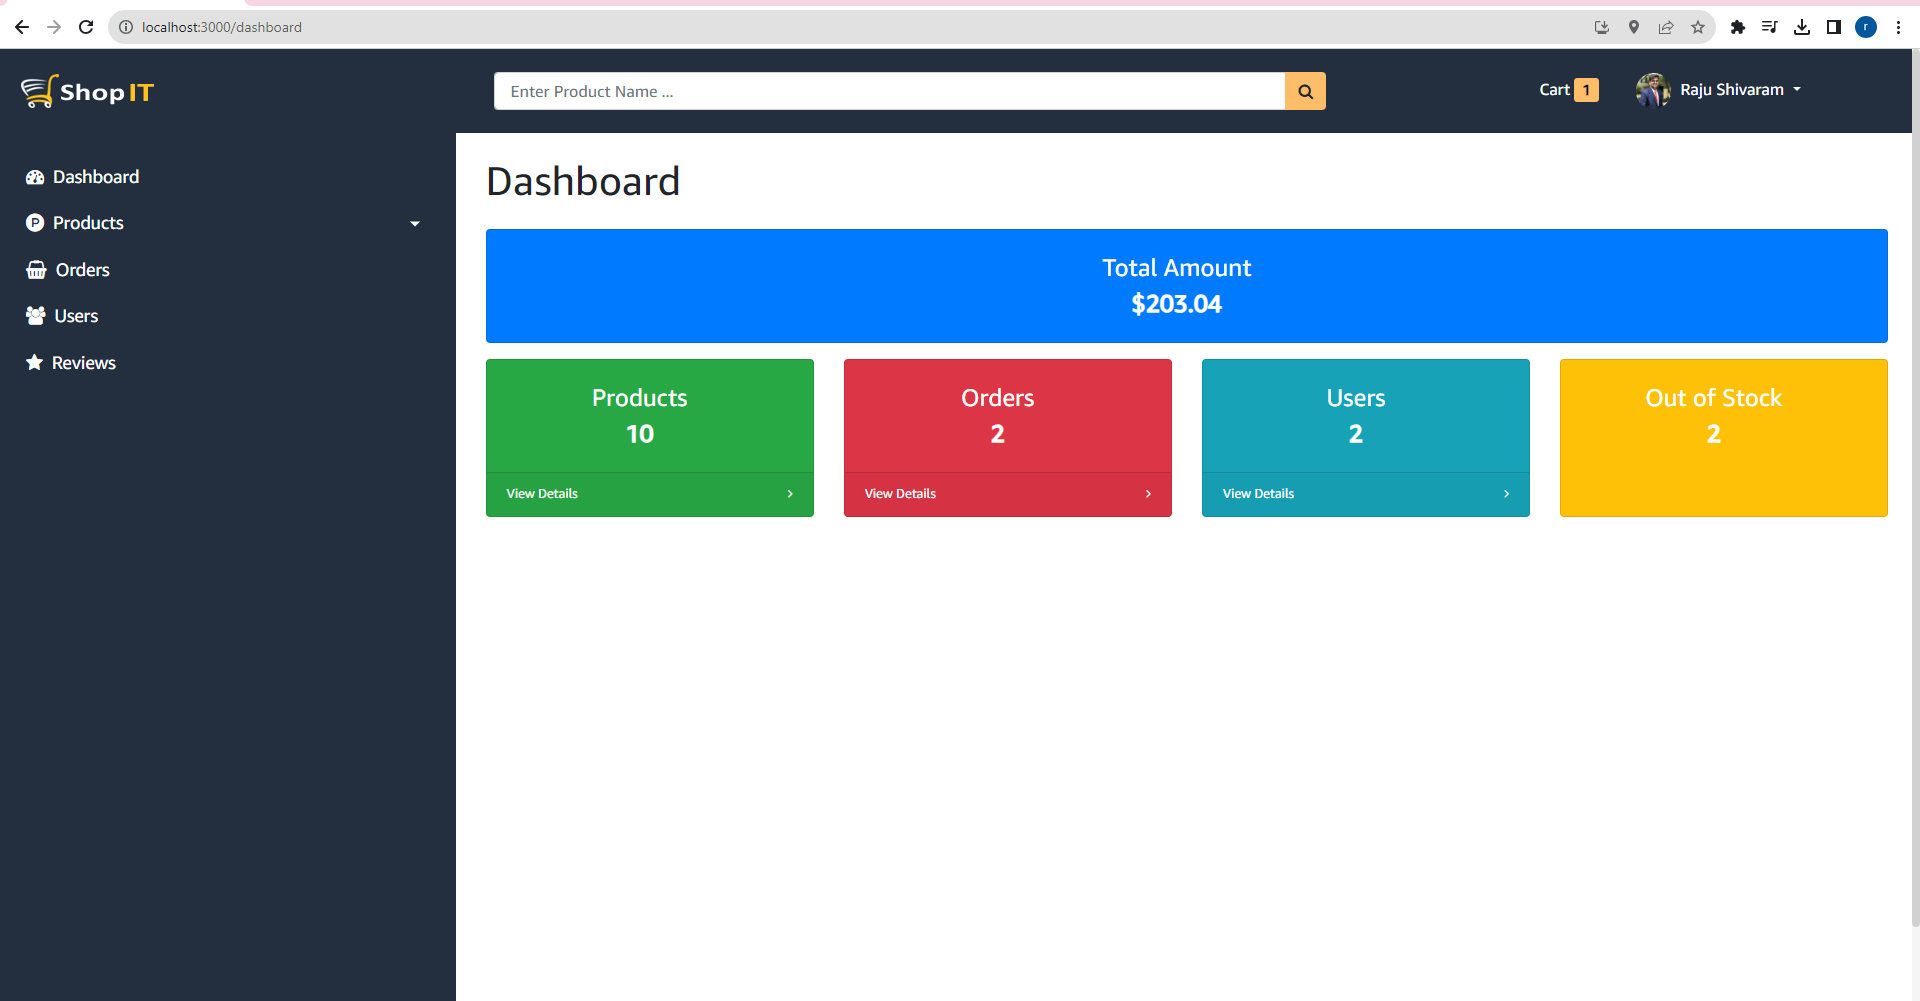 localhost:3000/dashboard
r
Shop IT
Enter Product Name ...
Cart 1
Raju Shivaram
Dashboard
P Products
Orders
Users
Reviews
Dashboard
Total Amount
$203.04
Products
10
View Details
Orders
2
View Details
Users
2
View Details
Out of Stock
2